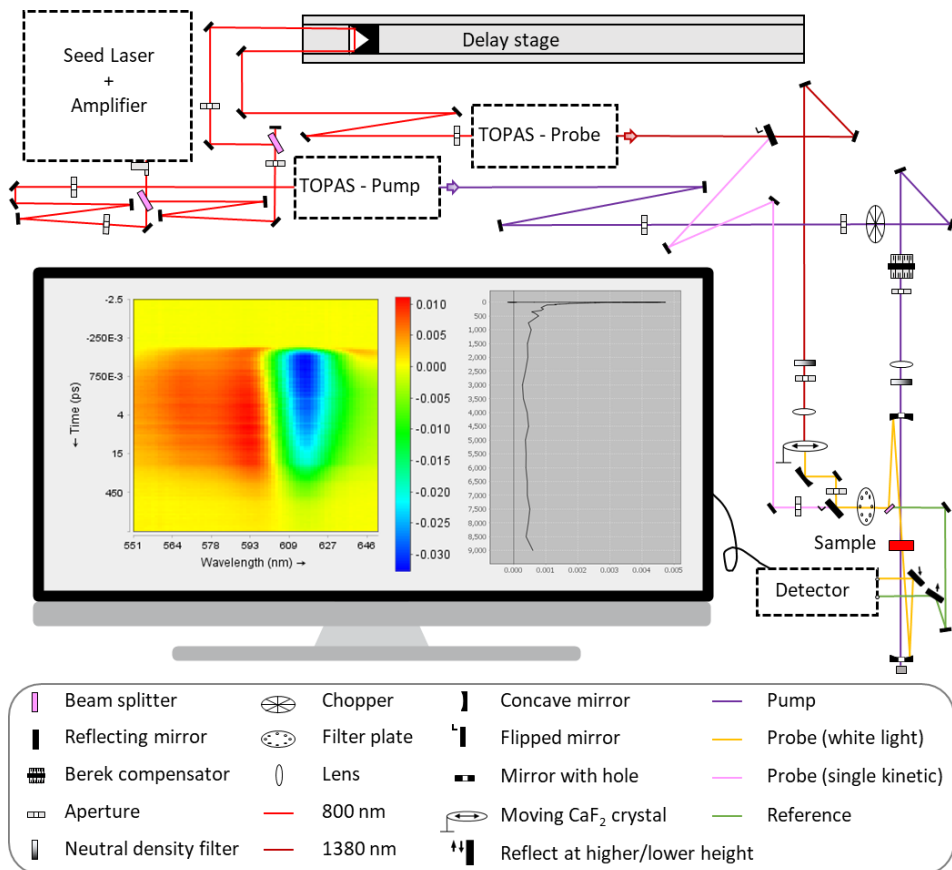 Seed Laser
+
Amplifier
Delay stage
TOPAS - Probe
TOPAS - Pump
-2.5
-250E-3
750E-3
4
15
450
← Time (ps)
551 564 578 593 609 627 646
Wavelength (nm) →
0.010
0.005
0.000
-0.005
-0.010
-0.015
-0.020
-0.025
-0.030
0
500
1,000
1,500
2,000
2,500
3,000
3,500
4,000
4,500
5,000
5,500
6,000
6,500
7,000
7,500
8,000
8,500
9,000
0.000 0.001 0.002 0.003 0.004 0.005
Sample
Detector
Beam splitter
Chopper
Concave mirror
Pump
Reflecting mirror
Filter plate
Flipped mirror
Probe (white light)
Berek compensator
Lens
Mirror with hole
Probe (single kinetic)
Aperture
800 nm
Moving CaF₂ crystal
Reference
Neutral density filter
1380 nm
Reflect at higher/lower height